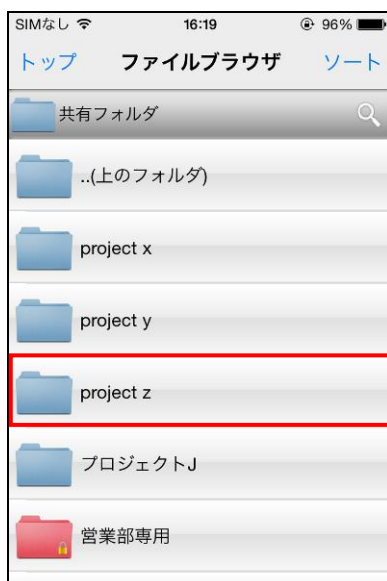 SIMなし 16:19 96%
トップ ファイルブラウザ ソート
共有フォルダ
..(上のフォルダ)
project x
project y
project z
プロジェクトJ
営業部専用